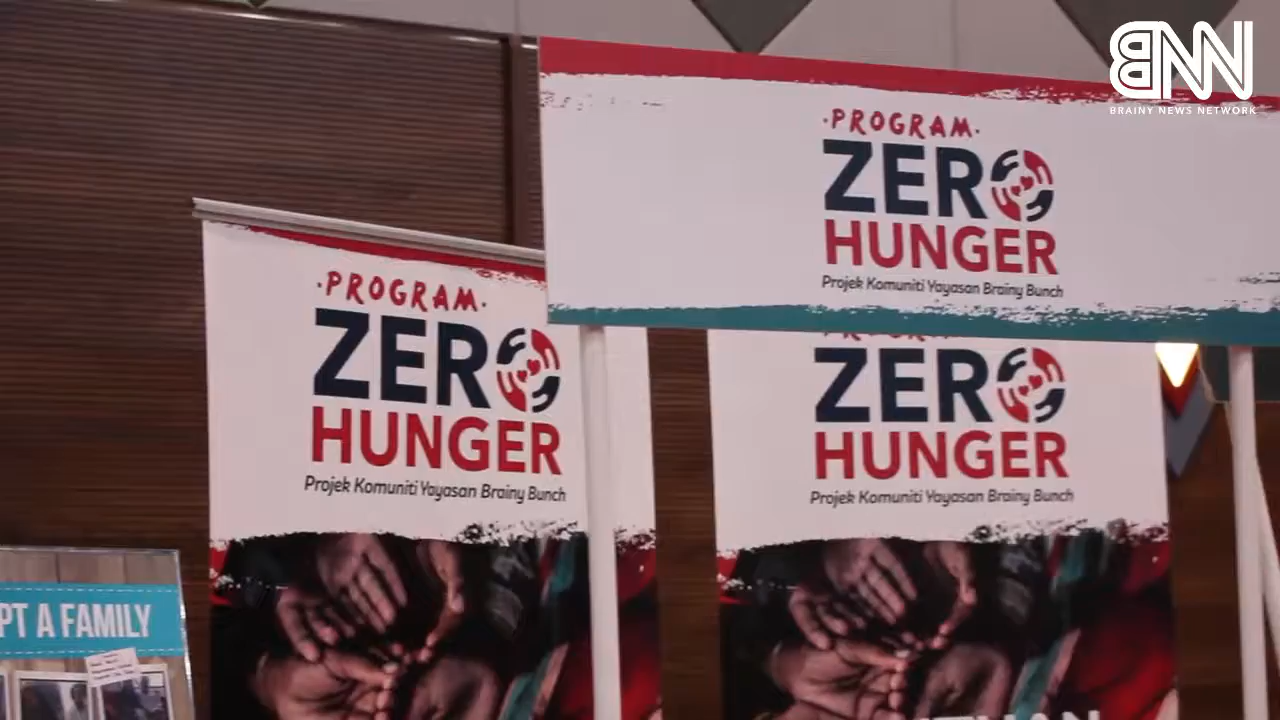 BNN
BRAINY NEWS NETWORK
·PROGRAM·
ZERO
HUNGER
Projek Komuniti Yayasan Brainy Bunch
·PROGRAM·
ZERO
HUNGER
Projek Komuniti Yayasan Brainy Bunch
ZERO
HUNGER
Projek Komuniti Yayasan Brainy Bunch
PT A FAMILY